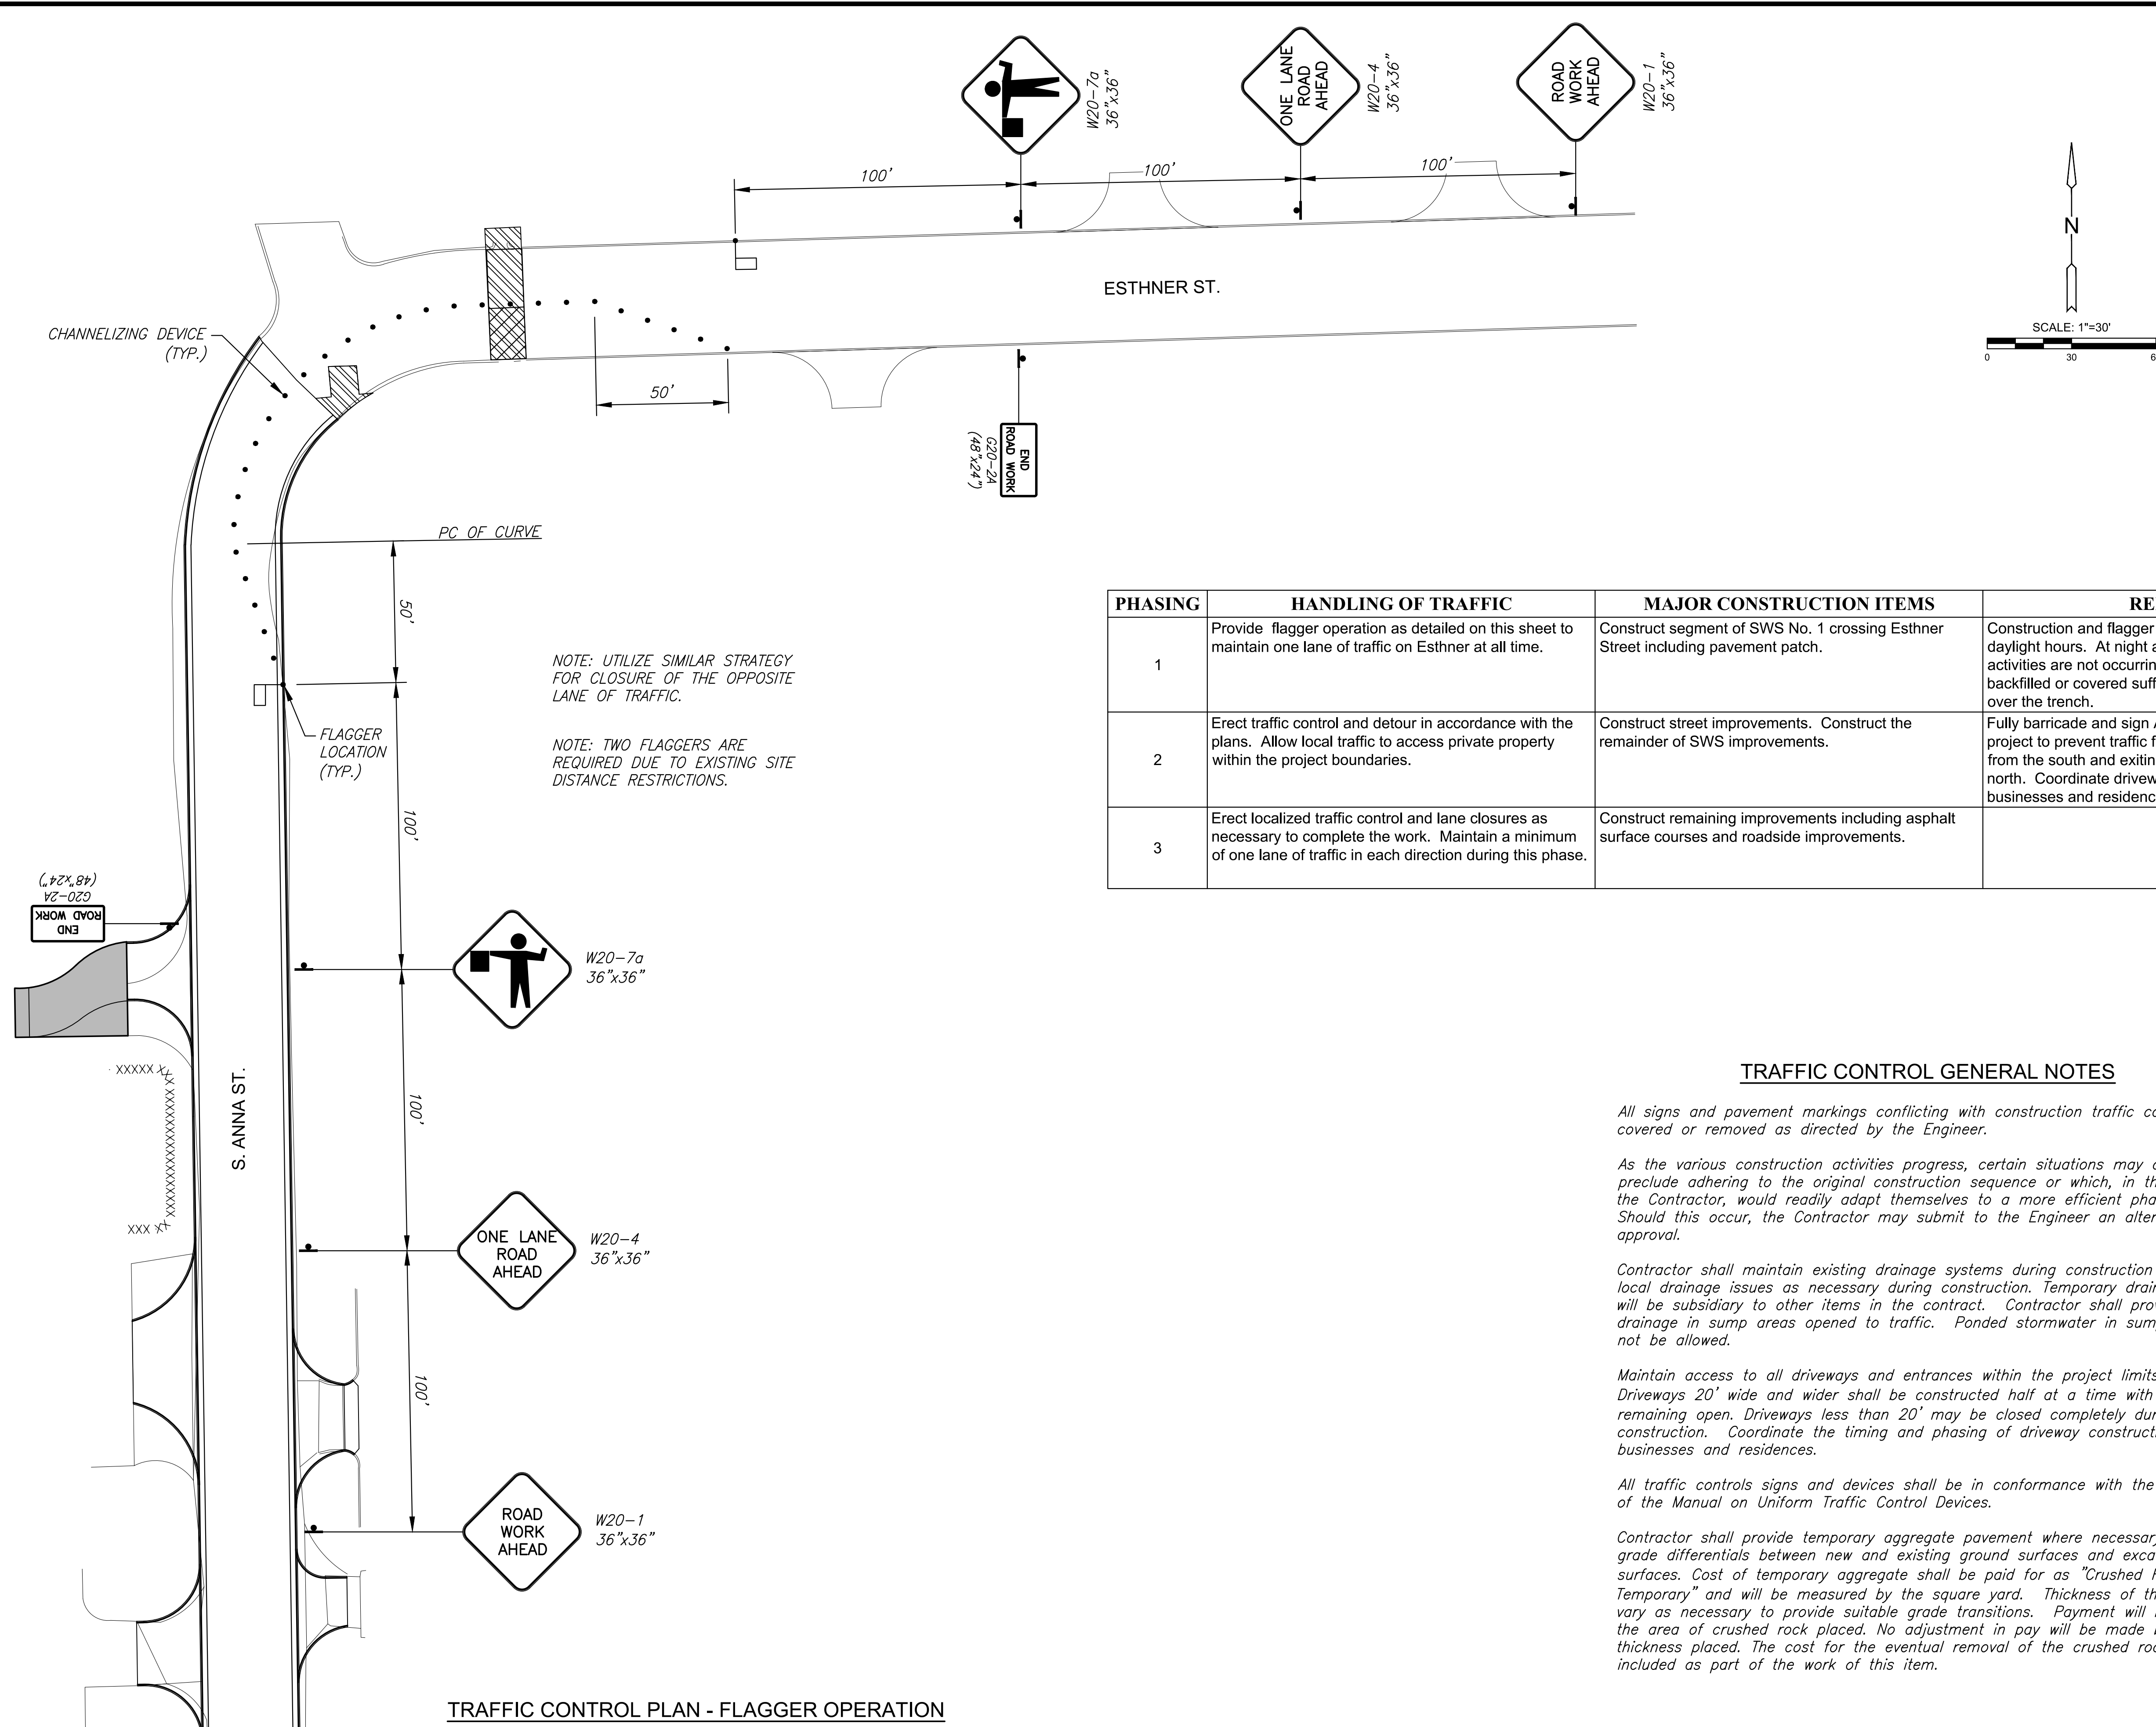 W20-7a
36"x36"
ONE LANE
ROAD
AHEAD
W20-4
36"x36"
ROAD
WORK
AHEAD
W20-1
36"x36"
100'
100'
100'
N
SCALE: 1"=30'
0 30 6
ESTHNER ST.
CHANNELIZING DEVICE
(TYP.)
50'
END
ROAD WORK
G20-2A
(48"x24")
PC OF CURVE
50'
NOTE: UTILIZE SIMILAR STRATEGY
FOR CLOSURE OF THE OPPOSITE
LANE OF TRAFFIC.
NOTE: TWO FLAGGERS ARE
REQUIRED DUE TO EXISTING SITE
DISTANCE RESTRICTIONS.
FLAGGER
LOCATION
(TYP.)
100'
(48"x24")
G20-2A
END
ROAD WORK
W20-7a
36"x36"
XXXXX XX XXXXXXXXXXXXXXXXX
XXX XX
S. ANNA ST.
100'
ONE LANE
ROAD
AHEAD
W20-4
36"x36"
100'
ROAD
WORK
AHEAD
W20-1
36"x36"
TRAFFIC CONTROL PLAN - FLAGGER OPERATION
PHASING HANDLING OF TRAFFIC MAJOR CONSTRUCTION ITEMS RE
1
Provide flagger operation as detailed on this sheet to
maintain one lane of traffic on Esthner at all time.
Construct segment of SWS No. 1 crossing Esthner
Street including pavement patch.
Construction and flagger
daylight hours. At night a
activities are not occurrin
backfilled or covered suff
over the trench.
2
Erect traffic control and detour in accordance with the
plans. Allow local traffic to access private property
within the project boundaries.
Construct street improvements. Construct the
remainder of SWS improvements.
Fully barricade and sign A
project to prevent traffic f
from the south and exitin
north. Coordinate drivew
businesses and residenc
3
Erect localized traffic control and lane closures as
necessary to complete the work. Maintain a minimum
of one lane of traffic in each direction during this phase.
Construct remaining improvements including asphalt
surface courses and roadside improvements.
TRAFFIC CONTROL GENERAL NOTES
All signs and pavement markings conflicting with construction traffic co
covered or removed as directed by the Engineer.
As the various construction activities progress, certain situations may
preclude adhering to the original construction sequence or which, in th
the Contractor, would readily adapt themselves to a more efficient pha
Should this occur, the Contractor may submit to the Engineer an alter
approval.
Contractor shall maintain existing drainage systems during construction
local drainage issues as necessary during construction. Temporary drain
will be subsidiary to other items in the contract. Contractor shall prov
drainage in sump areas opened to traffic. Ponded stormwater in sum
not be allowed.
Maintain access to all driveways and entrances within the project limits
Driveways 20' wide and wider shall be constructed half at a time with
remaining open. Driveways less than 20' may be closed completely dur
construction. Coordinate the timing and phasing of driveway constructi
businesses and residences.
All traffic controls signs and devices shall be in conformance with the
of the Manual on Uniform Traffic Control Devices.
Contractor shall provide temporary aggregate pavement where necessary
grade differentials between new and existing ground surfaces and exca
surfaces. Cost of temporary aggregate shall be paid for as "Crushed
Temporary" and will be measured by the square yard. Thickness of th
vary as necessary to provide suitable grade transitions. Payment will
the area of crushed rock placed. No adjustment in pay will be made
thickness placed. The cost for the eventual removal of the crushed roc
included as part of the work of this item.